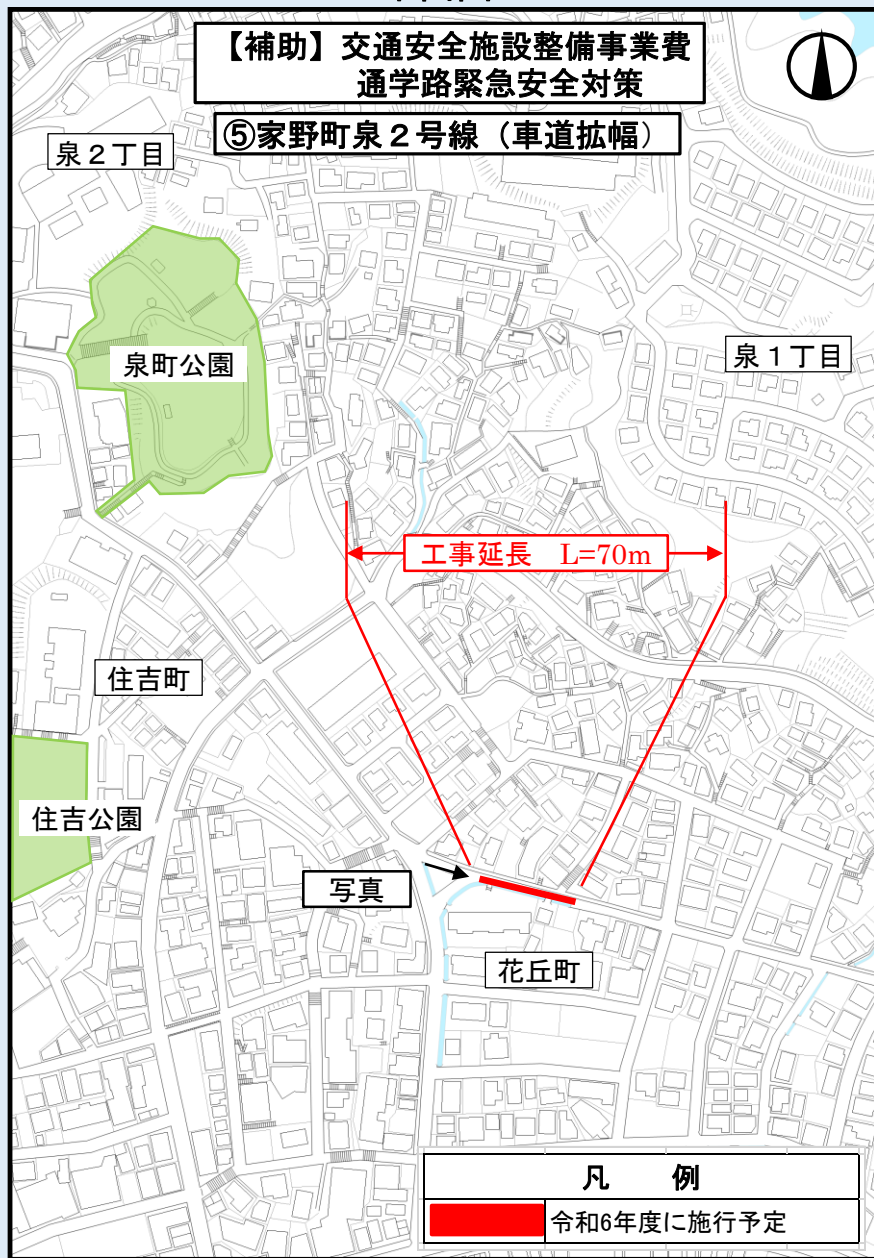 【補助】交通安全施設整備事業費
通学路緊急安全対策
⑤家野町泉２号線（車道拡幅）
泉２丁目
泉町公園
泉１丁目
工事延長　L=70m
住吉町
住吉公園
写真
花丘町
凡　例
令和6年度に施行予定